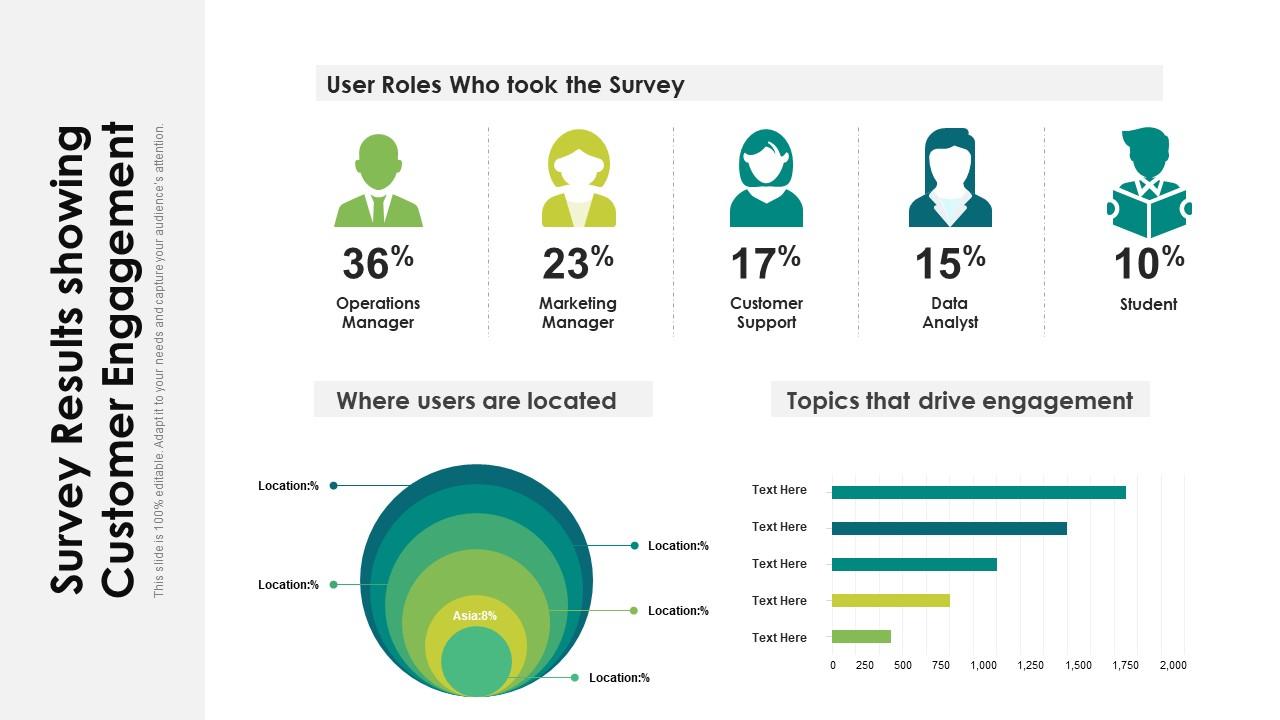 Survey Results showing
Customer Engagement
This slide is 100% editable. Adapt it to your needs and capture your audience's attention.
User Roles Who took the Survey
36%
23%
17%
15%
10%
Operations
Manager
Marketing
Manager
Customer
Support
Data
Analyst
Student
Where users are located
Location:%
Location:%
Location:%
Location:%
Asia:8%
Location:%
Topics that drive engagement
Text Here
Text Here
Text Here
Text Here
Text Here
0 250 500 750 1,000 1,250 1,500 1,750 2,000